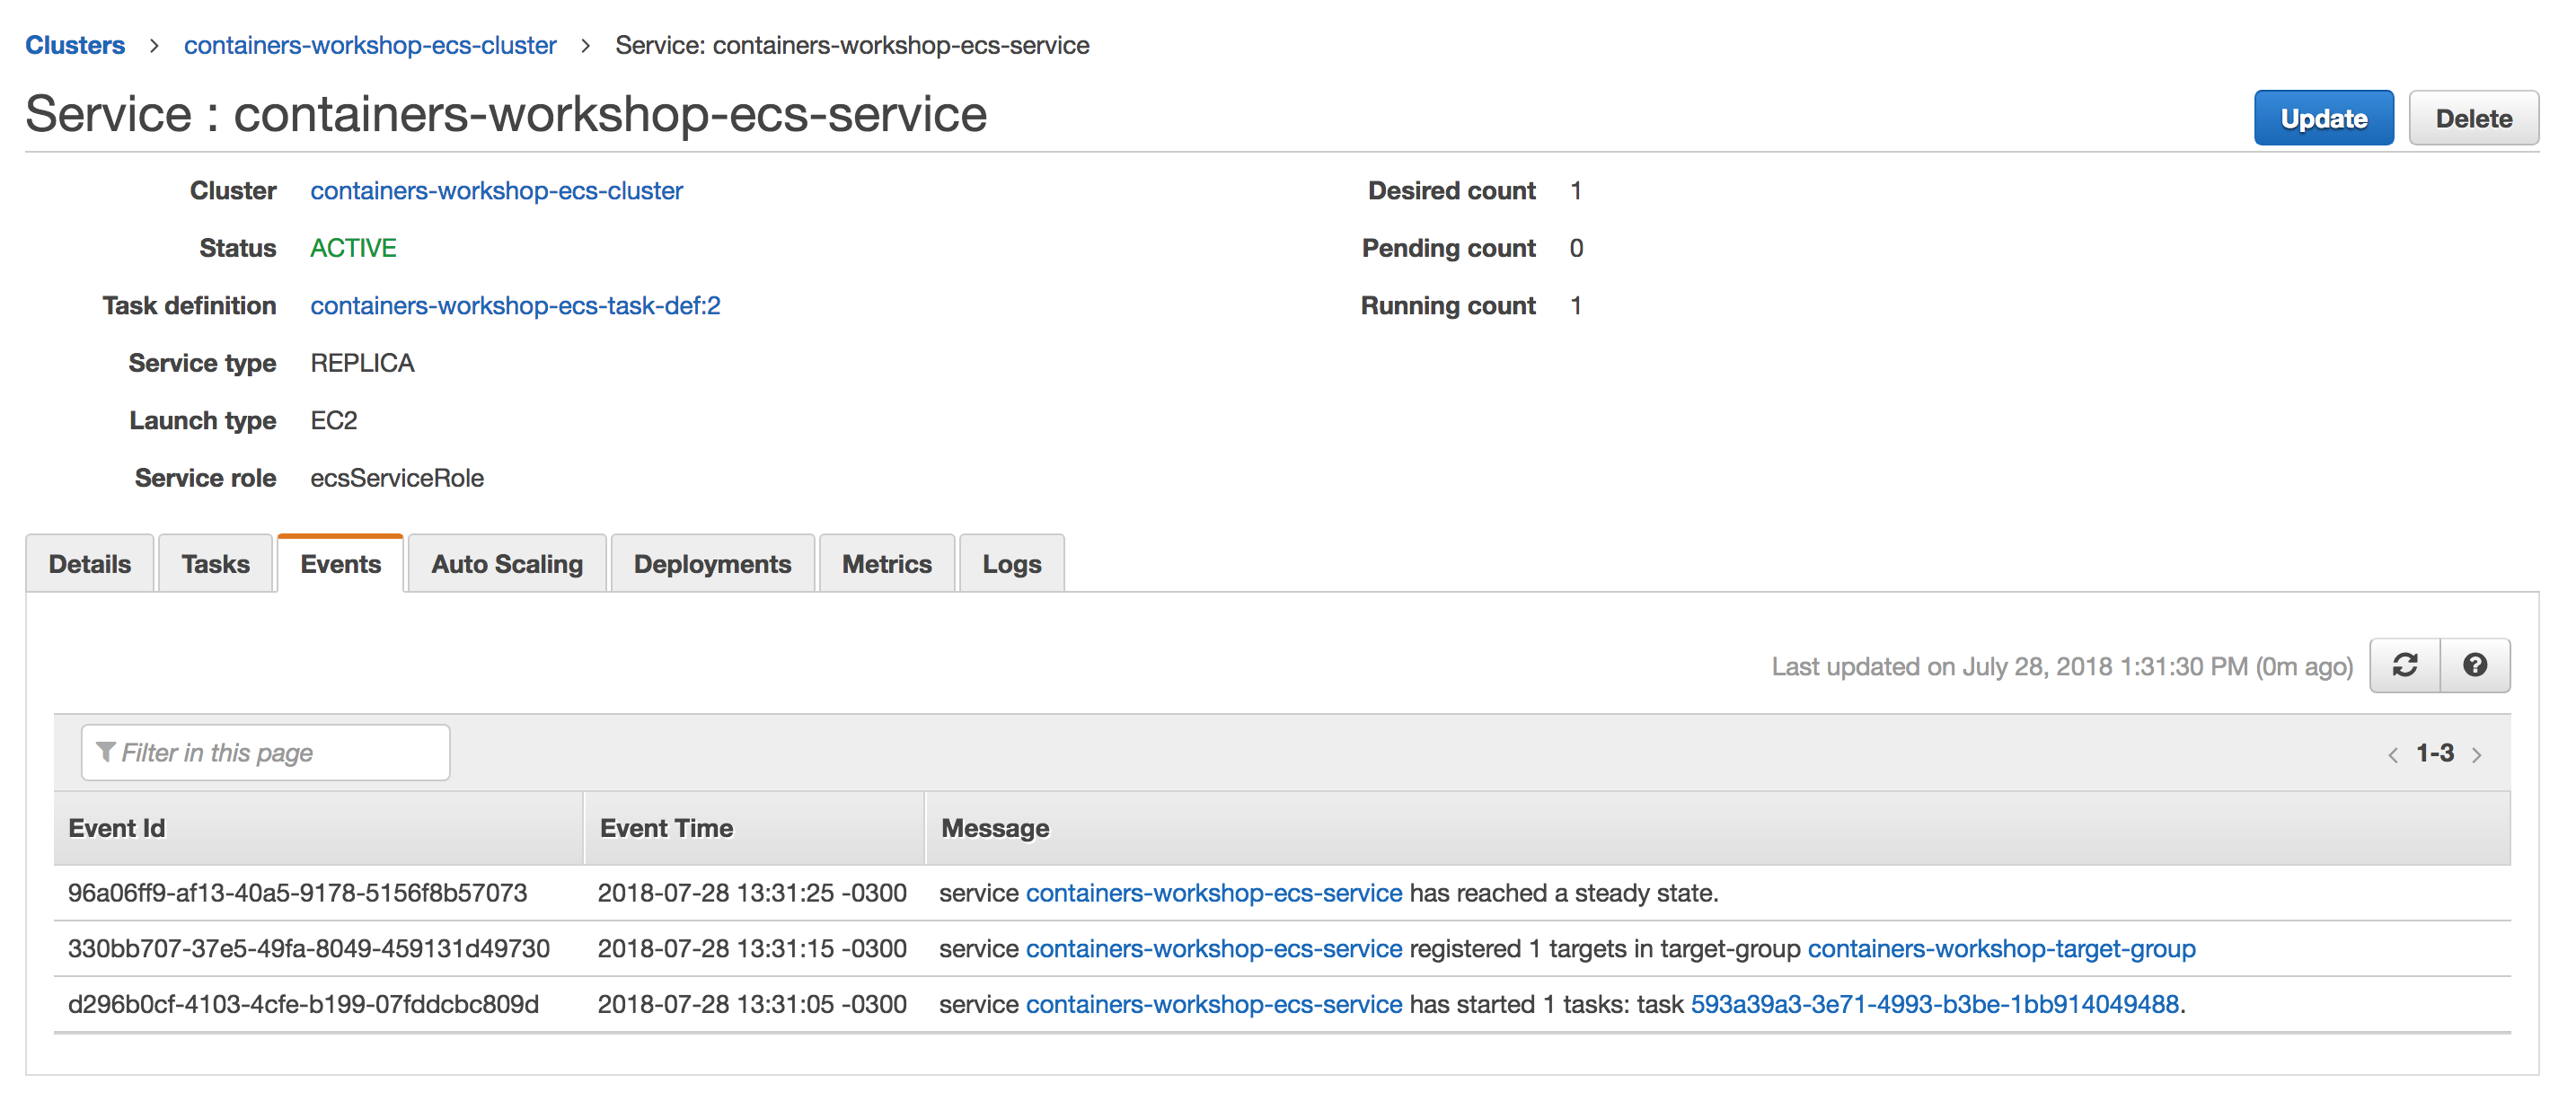 Clusters > containers-workshop-ecs-cluster > Service: containers-workshop-ecs-service
Service : containers-workshop-ecs-service
Update Delete
Cluster containers-workshop-ecs-cluster Desired count 1
Status ACTIVE Pending count 0
Task definition containers-workshop-ecs-task-def:2 Running count 1
Service type REPLICA
Launch type EC2
Service role ecsServiceRole
Details Tasks Events Auto Scaling Deployments Metrics Logs
Last updated on July 28, 2018 1:31:30 PM (0m ago)
Filter in this page < 1-3 >
Event Id Event Time Message
96a06ff9-af13-40a5-9178-5156f8b57073 2018-07-28 13:31:25 -0300 service containers-workshop-ecs-service has reached a steady state.
330bb707-37e5-49fa-8049-459131d49730 2018-07-28 13:31:15 -0300 service containers-workshop-ecs-service registered 1 targets in target-group containers-workshop-target-group
d296b0cf-4103-4cfe-b199-07fddcbc809d 2018-07-28 13:31:05 -0300 service containers-workshop-ecs-service has started 1 tasks: task 593a39a3-3e71-4993-b3be-1bb914049488.